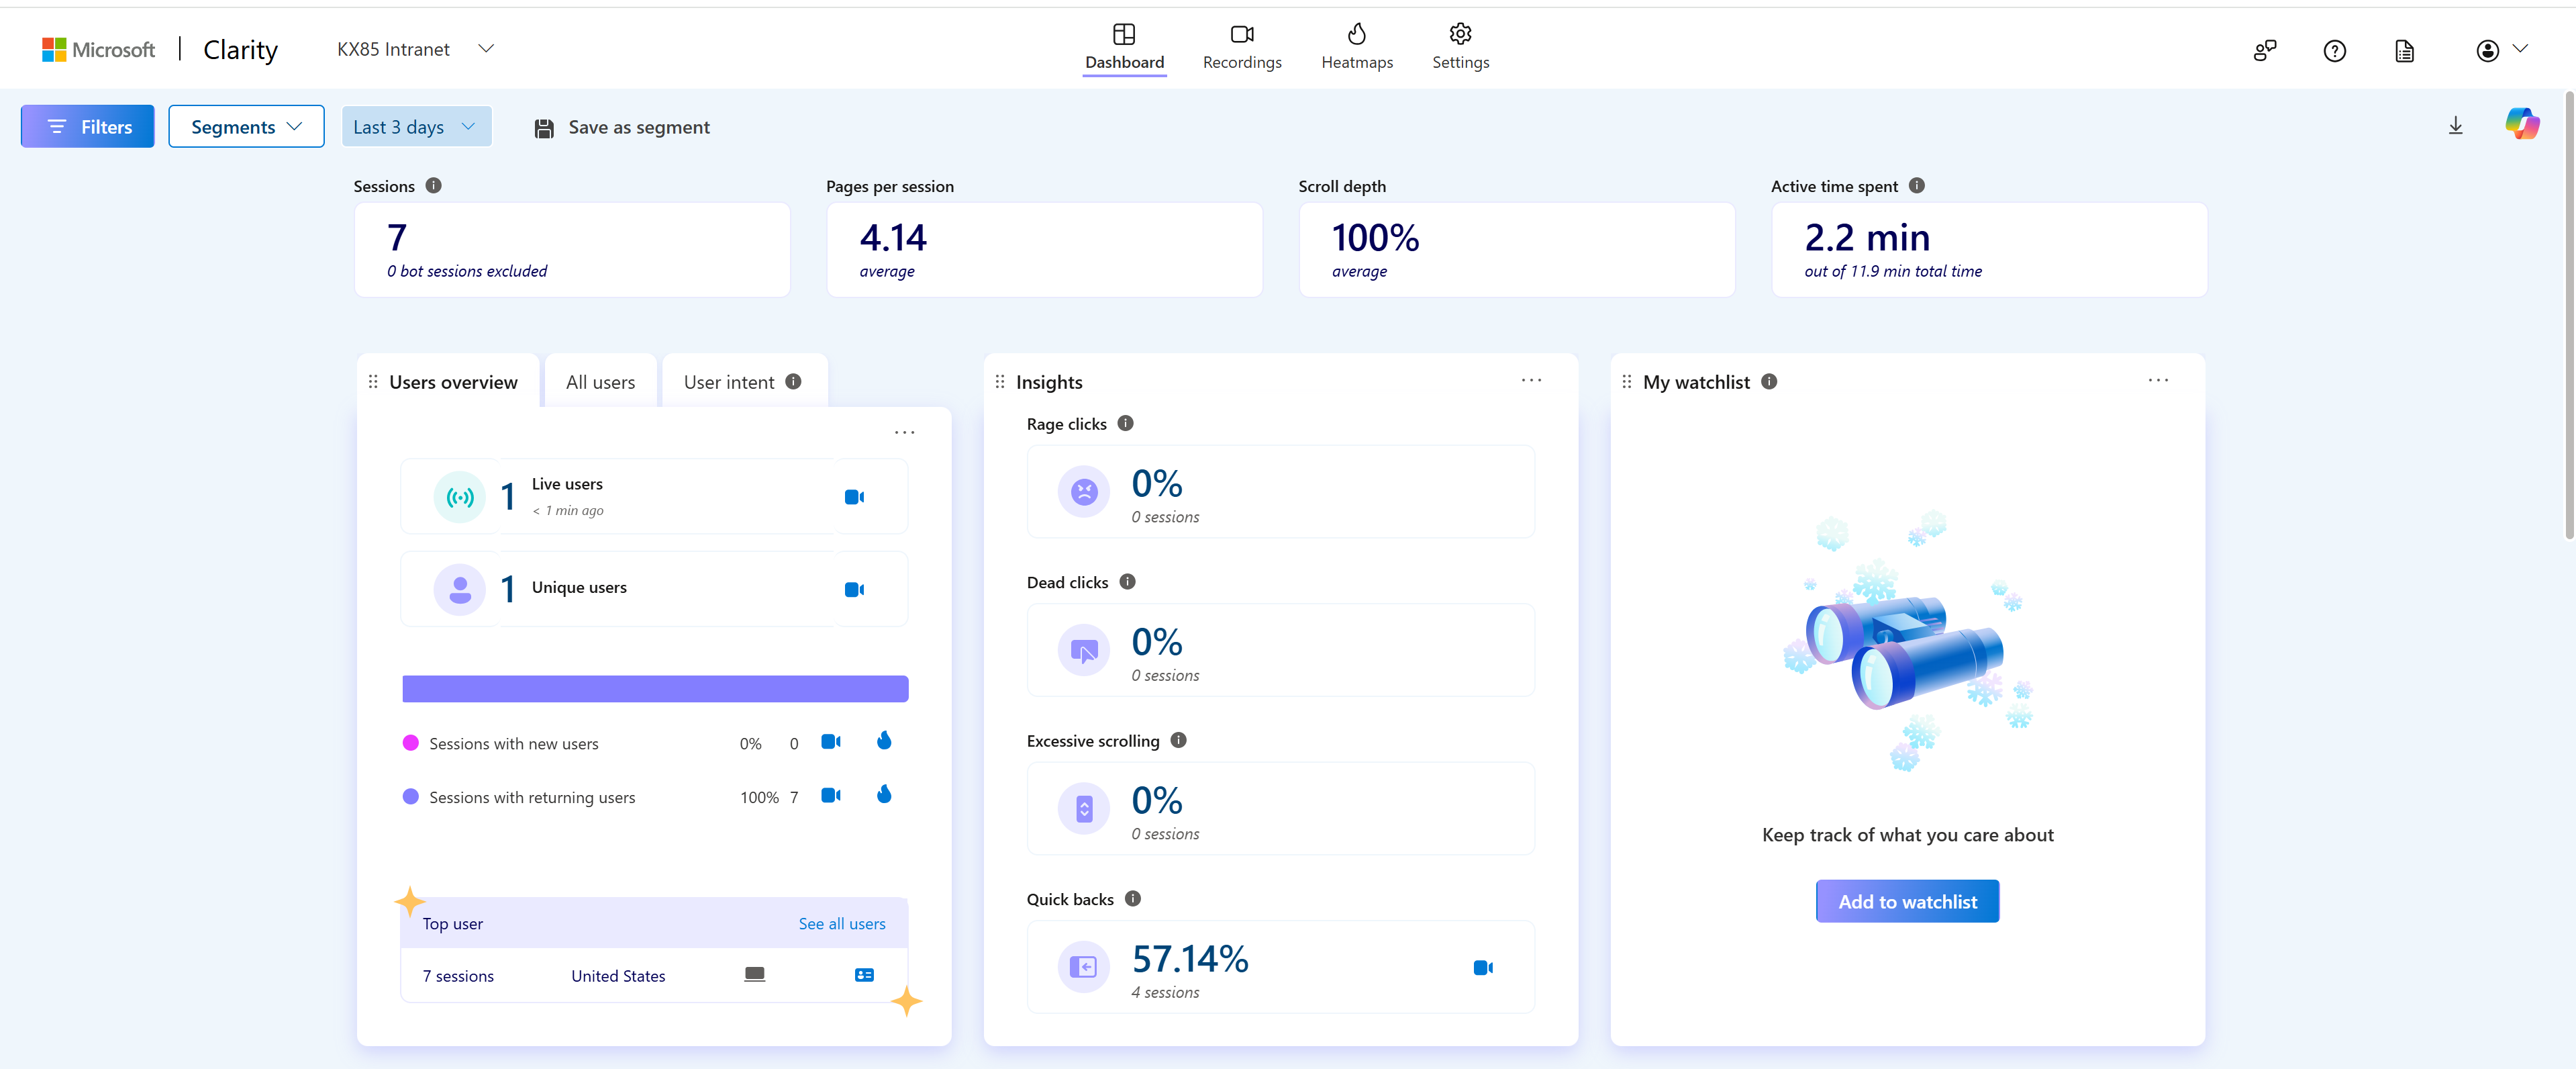 Microsoft | Clarity KX85 Intranet
Dashboard Recordings Heatmaps Settings
Filters Segments Last 3 days Save as segment
Sessions
7
0 bot sessions excluded
Pages per session
4.14
average
Scroll depth
100%
average
Active time spent
2.2 min
out of 11.9 min total time
Users overview All users User intent
1 Live users
< 1 min ago
1 Unique users
Sessions with new users 0% 0
Sessions with returning users 100% 7
Top user See all users
7 sessions United States
Insights
Rage clicks
0%
0 sessions
Dead clicks
0%
0 sessions
Excessive scrolling
0%
0 sessions
Quick backs
57.14%
4 sessions
My watchlist
Keep track of what you care about
Add to watchlist